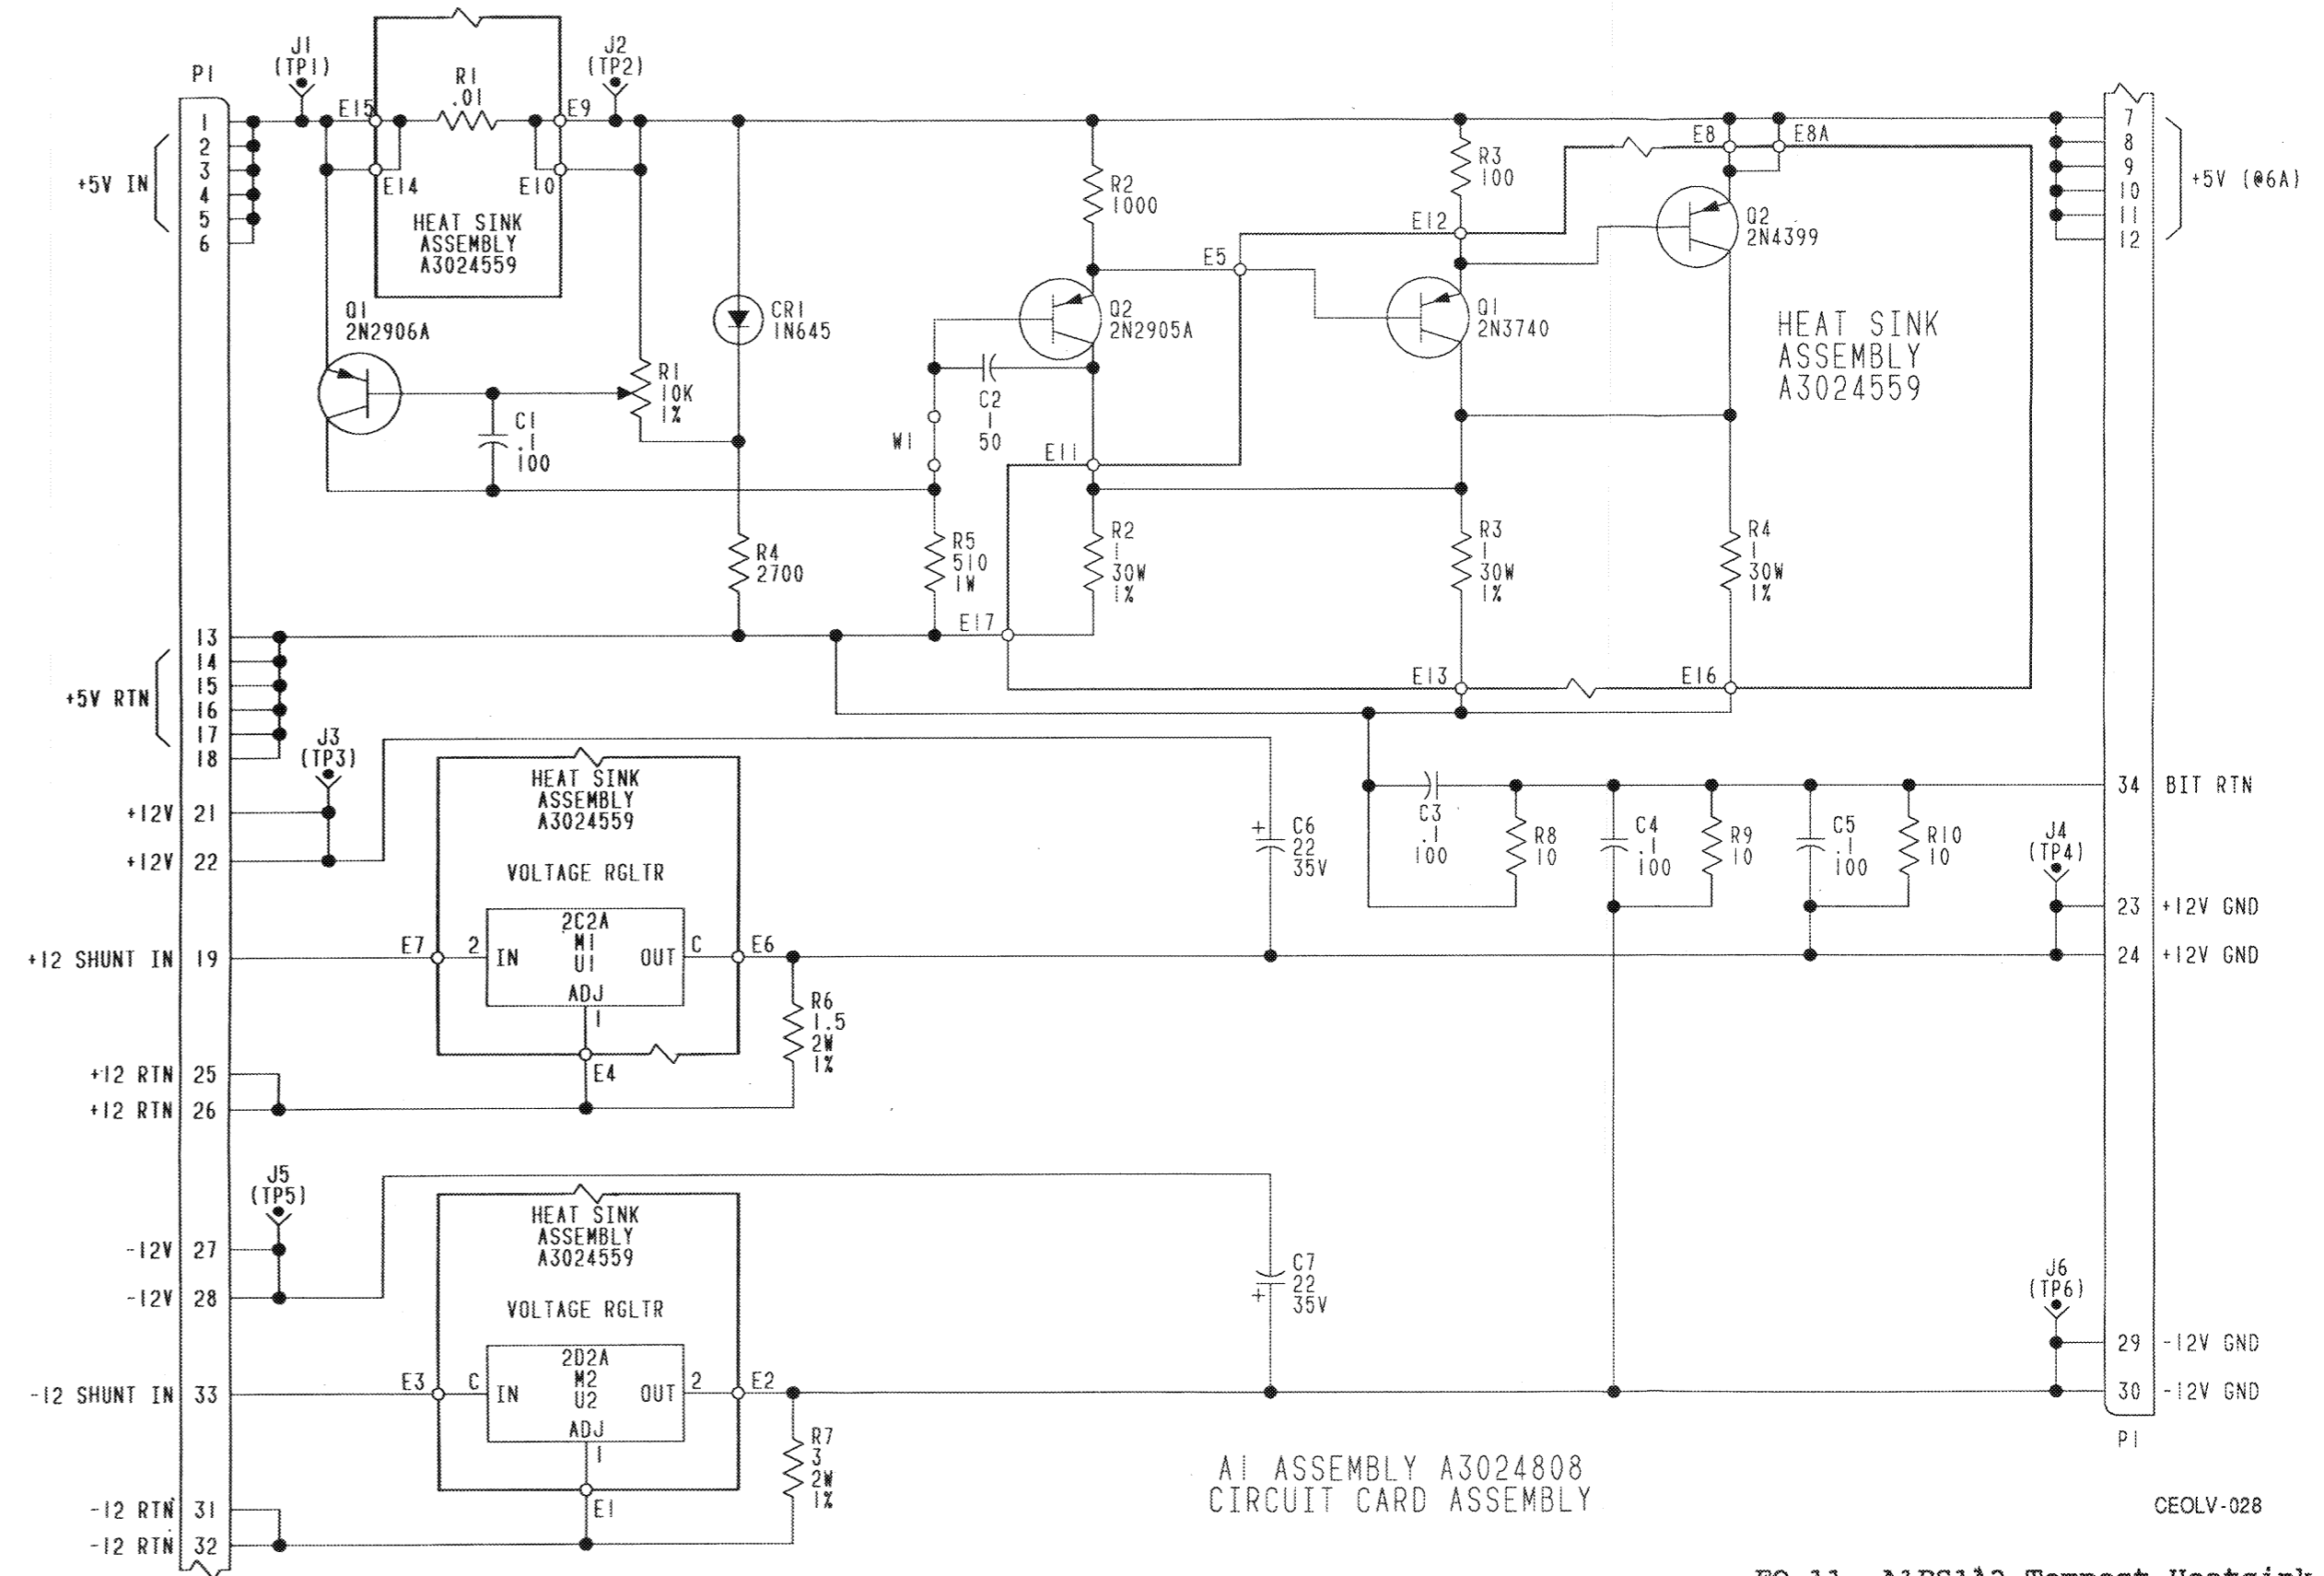 P1
J1
(TP1)
E15
R1
.01
E9
J2
(TP2)
1
2
3
4
5
6
+5V IN
E14
E10
HEAT SINK
ASSEMBLY
A3024559
Q1
2N2906A
C1
.1
100
R1
10K
1%
CR1
1N645
R2
1000
Q2
2N2905A
C2
1
50
W1
E5
E11
R3
100
E12
Q1
2N3740
E8
E8A
Q2
2N4399
HEAT SINK
ASSEMBLY
A3024559
7
8
9
10
11
12
+5V (@6A)
R4
2700
R5
510
1W
R2
1
30W
1%
R3
1
30W
1%
R4
1
30W
1%
E17
E13
E16
13
14
15
16
17
18
+5V RTN
J3
(TP3)
+12V 21
+12V 22
HEAT SINK
ASSEMBLY
A3024559
VOLTAGE RGLTR
2C2A
M1
U1
IN
OUT
ADJ
+12 SHUNT IN 19
E7
2
C
E6
1
E4
R6
1.5
2W
1%
+12 RTN 25
+12 RTN 26
C6
+
22
35V
C3
.1
100
R8
10
C4
.1
100
R9
10
C5
.1
100
R10
10
34 BIT RTN
J4
(TP4)
23 +12V GND
24 +12V GND
J5
(TP5)
-12V 27
-12V 28
HEAT SINK
ASSEMBLY
A3024559
VOLTAGE RGLTR
2D2A
M2
U2
IN
OUT
ADJ
-12 SHUNT IN 33
E3
C
2
E2
1
E1
R7
3
2W
1%
-12 RTN 31
-12 RTN 32
C7
22
+
35V
J6
(TP6)
29 -12V GND
30 -12V GND
P1
A1 ASSEMBLY A3024808
CIRCUIT CARD ASSEMBLY
CEOLV-028